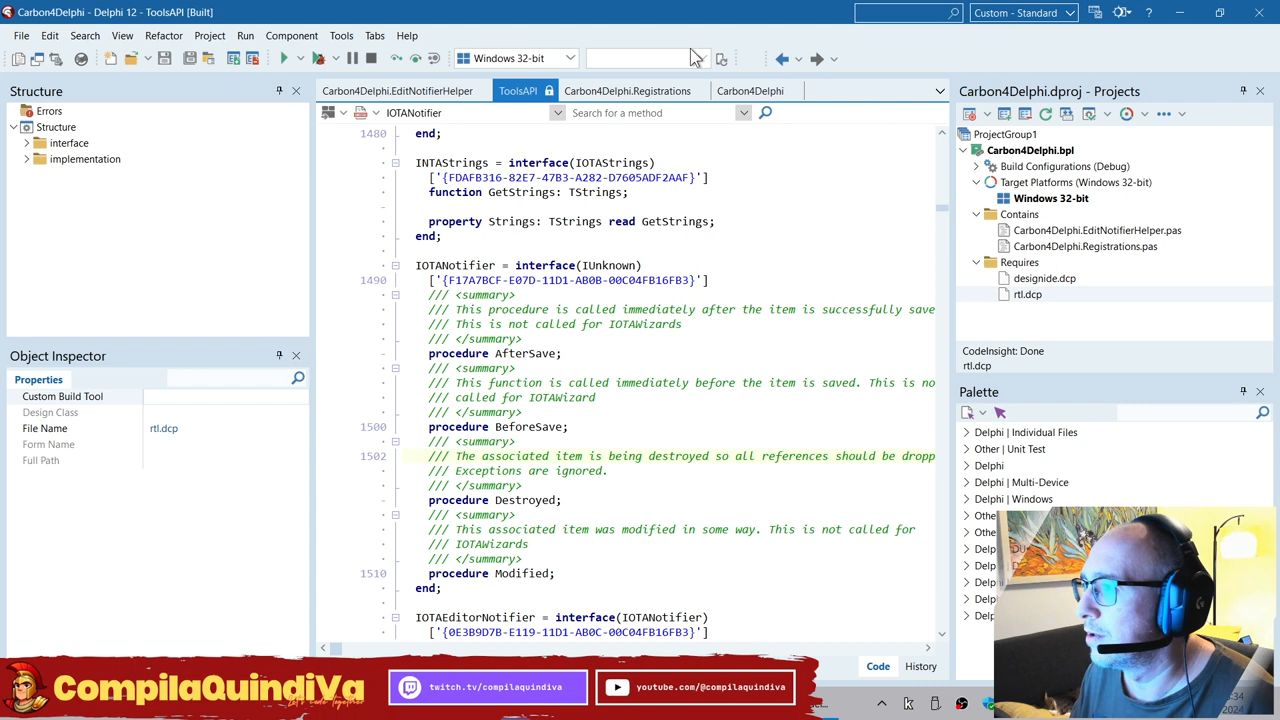 Carbon4Delphi - Delphi 12 - ToolsAPI [Built]
Custom - Standard
File Edit Search View Refactor Project Run Component Tools Tabs Help
Windows 32-bit
Structure
Errors
Structure
interface
implementation
Object Inspector
Properties
Custom Build Tool
Design Class
File Name rtl.dcp
Form Name
Full Path
Carbon4Delphi.EditNotifierHelper ToolsAPI Carbon4Delphi.Registrations Carbon4Delphi
IOTANotifier Search for a method
1480 end;
INTAStrings = interface(IOTAStrings)
['{FDAFB316-82E7-47B3-A282-D7605ADF2AAF}']
function GetStrings: TStrings;
property Strings: TStrings read GetStrings;
end;
IOTANotifier = interface(IUnknown)
1490 ['{F17A7BCF-E07D-11D1-AB0B-00C04FB16FB3}']
/// <summary>
/// This procedure is called immediately after the item is successfully save
/// This is not called for IOTAWizards
/// </summary>
procedure AfterSave;
/// <summary>
/// This function is called immediately before the item is saved. This is no
/// called for IOTAWizard
/// </summary>
1500 procedure BeforeSave;
/// <summary>
1502 /// The associated item is being destroyed so all references should be dropp
/// Exceptions are ignored.
/// </summary>
procedure Destroyed;
/// <summary>
/// This associated item was modified in some way. This is not called for
/// IOTAWizards
/// </summary>
1510 procedure Modified;
end;
IOTAEditorNotifier = interface(IOTANotifier)
['{0E3B9D7B-E119-11D1-AB0C-00C04FB16FB3}']
Code History
Carbon4Delphi.dproj - Projects
ProjectGroup1
Carbon4Delphi.bpl
Build Configurations (Debug)
Target Platforms (Windows 32-bit)
Windows 32-bit
Contains
Carbon4Delphi.EditNotifierHelper.pas
Carbon4Delphi.Registrations.pas
Requires
designide.dcp
rtl.dcp
CodeInsight: Done
rtl.dcp
Palette
Delphi | Individual Files
Other | Unit Test
Delphi
Delphi | Multi-Device
Delphi | Windows
CompilaQuindiVa
twitch.tv/compilaquindiva
youtube.com/@compilaquindiva